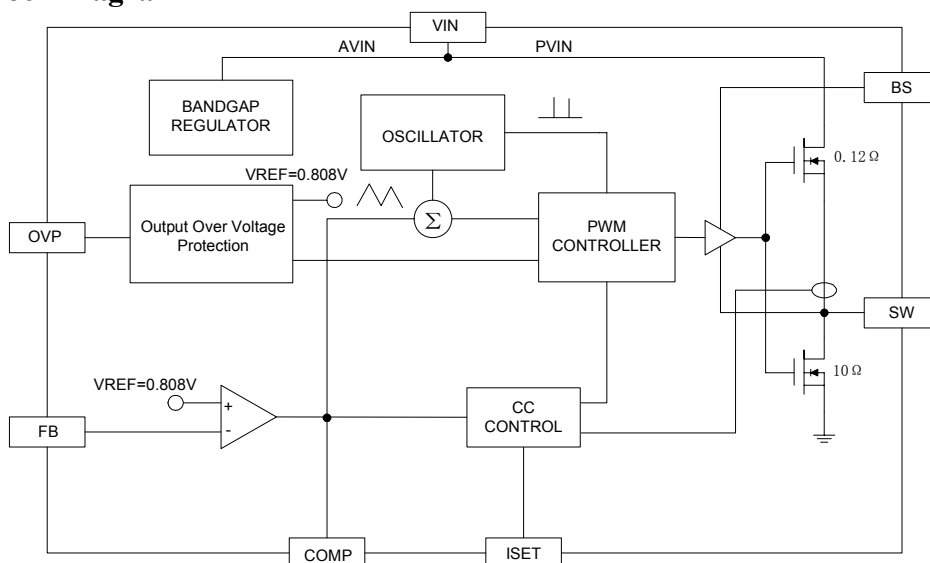 VIN
AVIN
PVIN
BS
BANDGAP
REGULATOR
OSCILLATOR
0.12Ω
VREF=0.808V
Output Over Voltage
Protection
Σ
PWM
CONTROLLER
OVP
SW
VREF=0.808V
+
-
FB
CC
CONTROL
10Ω
COMP
ISET